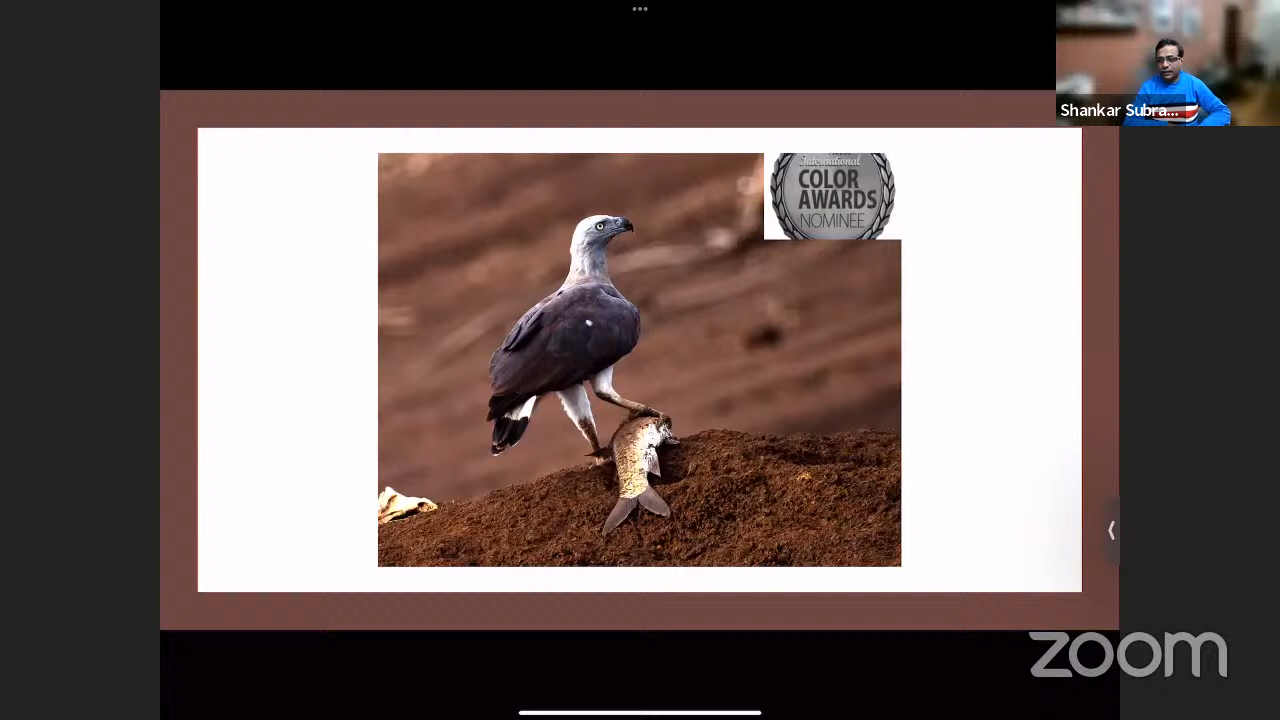 Shankar Subra...
International
COLOR
AWARDS
NOMINEE
zoom